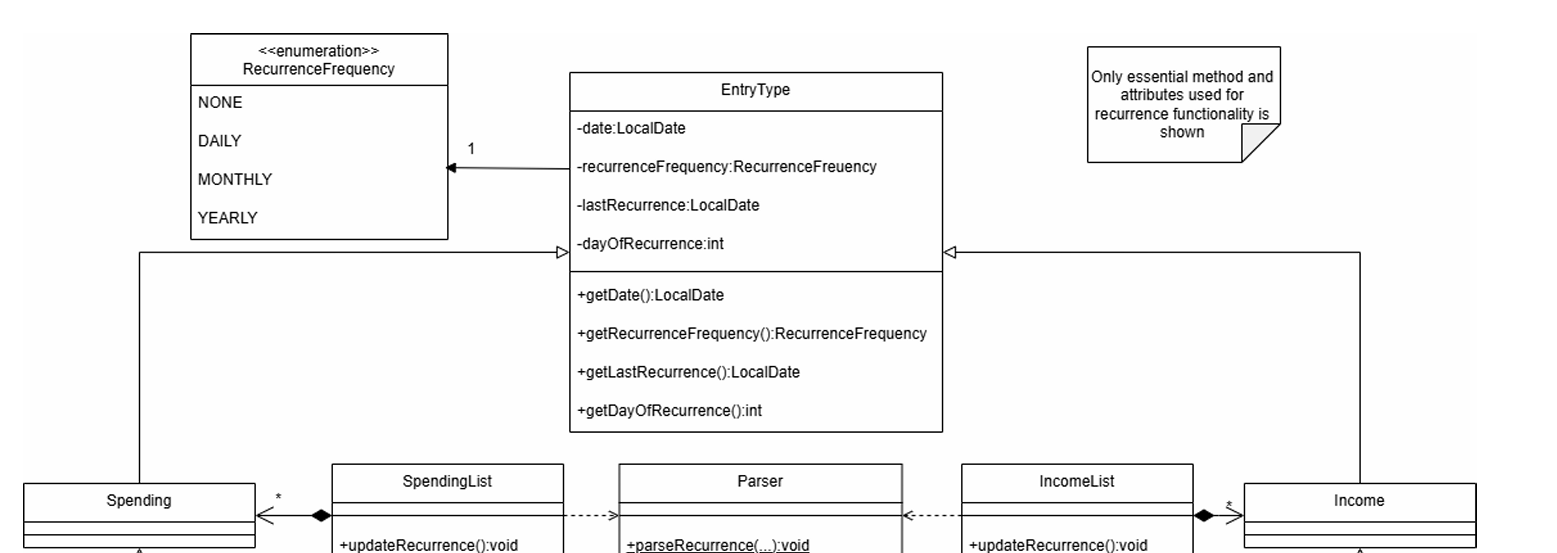 <<enumeration>>
RecurrenceFrequency
NONE
DAILY
MONTHLY
YEARLY
1
EntryType
-date:LocalDate
-recurrenceFrequency:RecurrenceFreuency
-lastRecurrence:LocalDate
-dayOfRecurrence:int
+getDate():LocalDate
+getRecurrenceFrequency():RecurrenceFrequency
+getLastRecurrence():LocalDate
+getDayOfRecurrence():int
Only essential method and
attributes used for
recurrence functionality is
shown
Spending
*
SpendingList
+updateRecurrence():void
Parser
+parseRecurrence(...):void
IncomeList
+updateRecurrence():void
*
Income